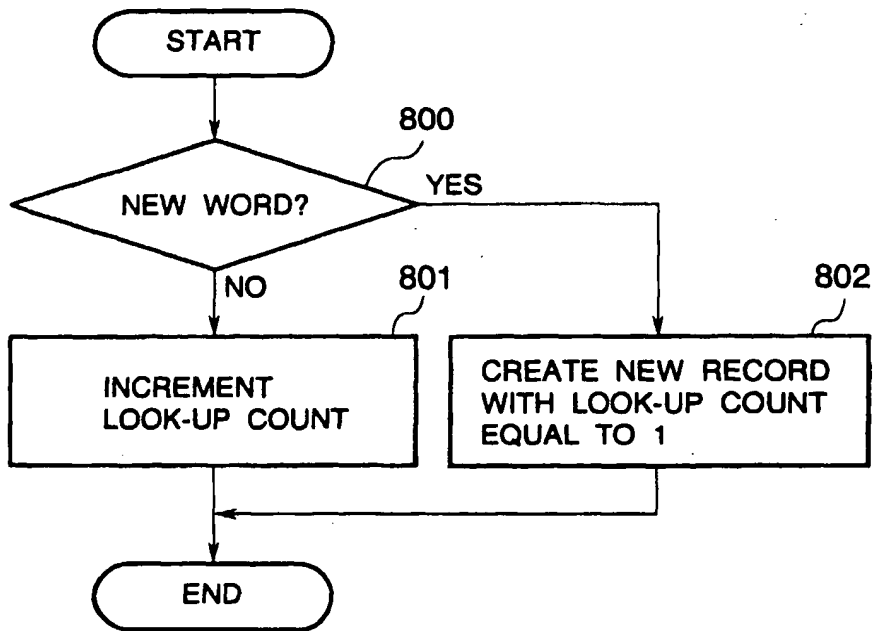 START
800
NEW WORD?
YES
NO
801
802
INCREMENT
LOOK-UP COUNT
CREATE NEW RECORD
WITH LOOK-UP COUNT
EQUAL TO 1
END